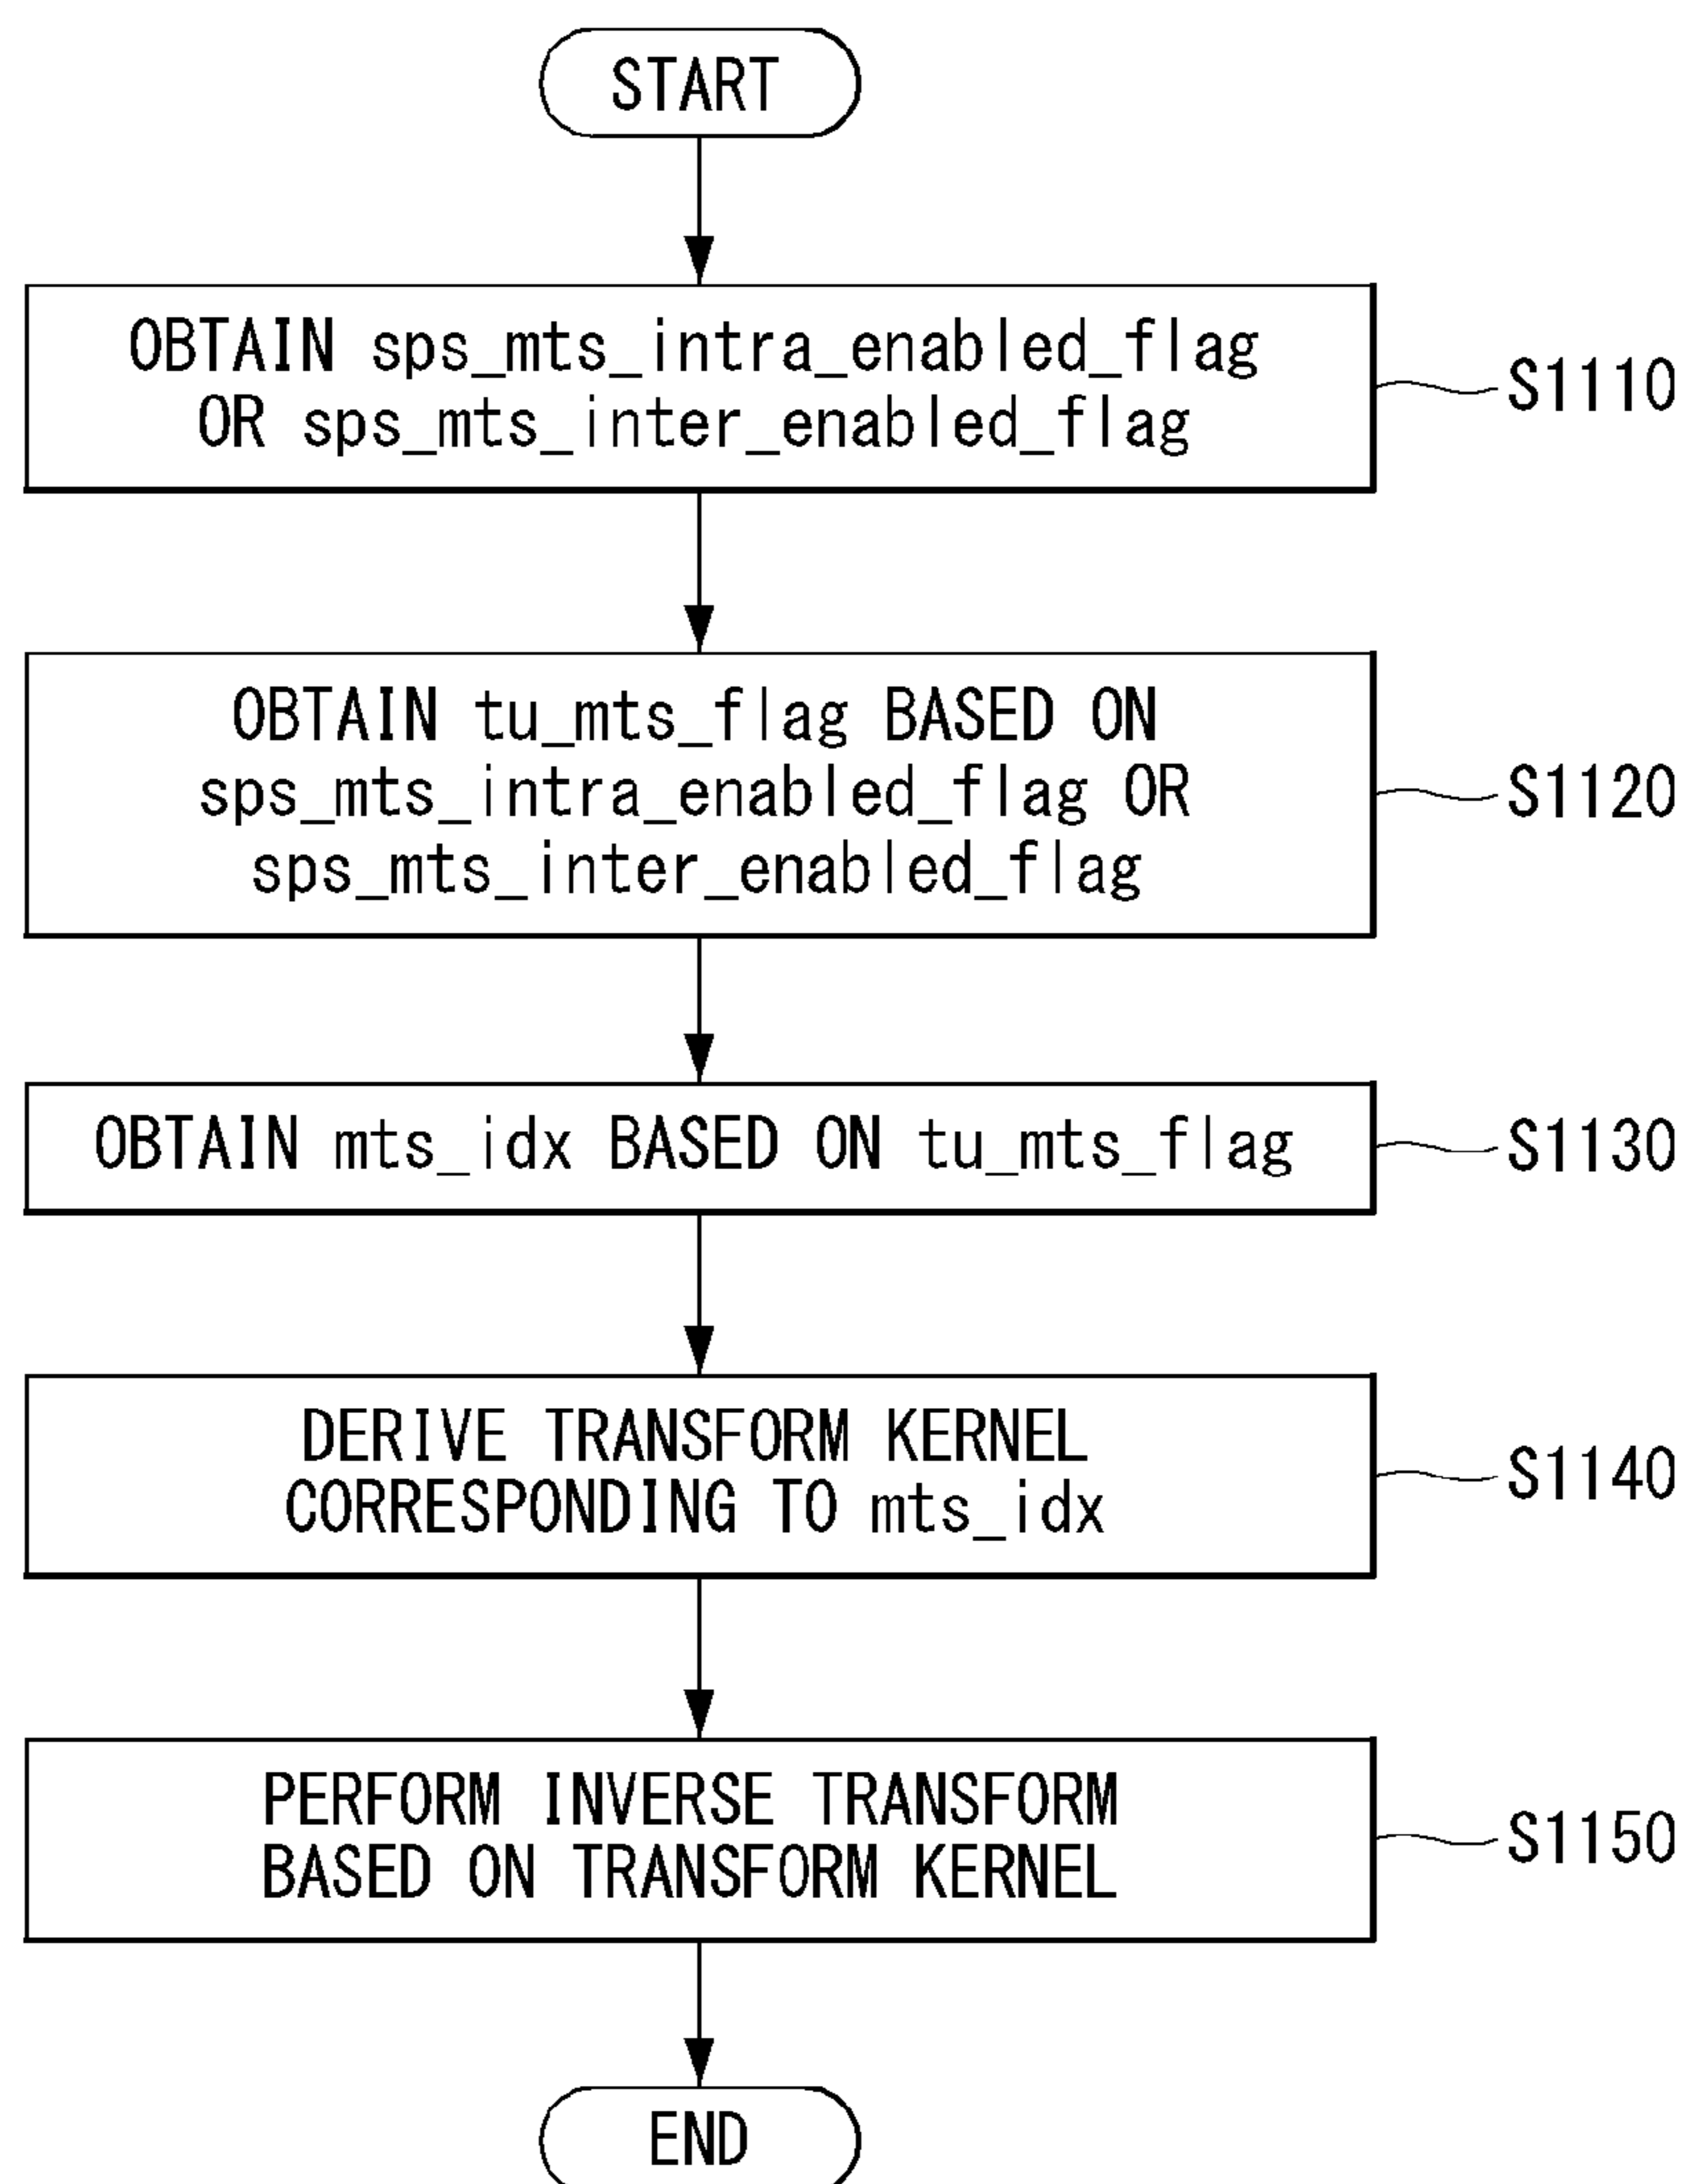 START
OBTAIN sps_mts_intra_enabled_flag
OR sps_mts_inter_enabled_flag
S1110
OBTAIN tu_mts_flag BASED ON
sps_mts_intra_enabled_flag OR
sps_mts_inter_enabled_flag
S1120
OBTAIN mts_idx BASED ON tu_mts_flag
S1130
DERIVE TRANSFORM KERNEL
CORRESPONDING TO mts_idx
S1140
PERFORM INVERSE TRANSFORM
BASED ON TRANSFORM KERNEL
S1150
END